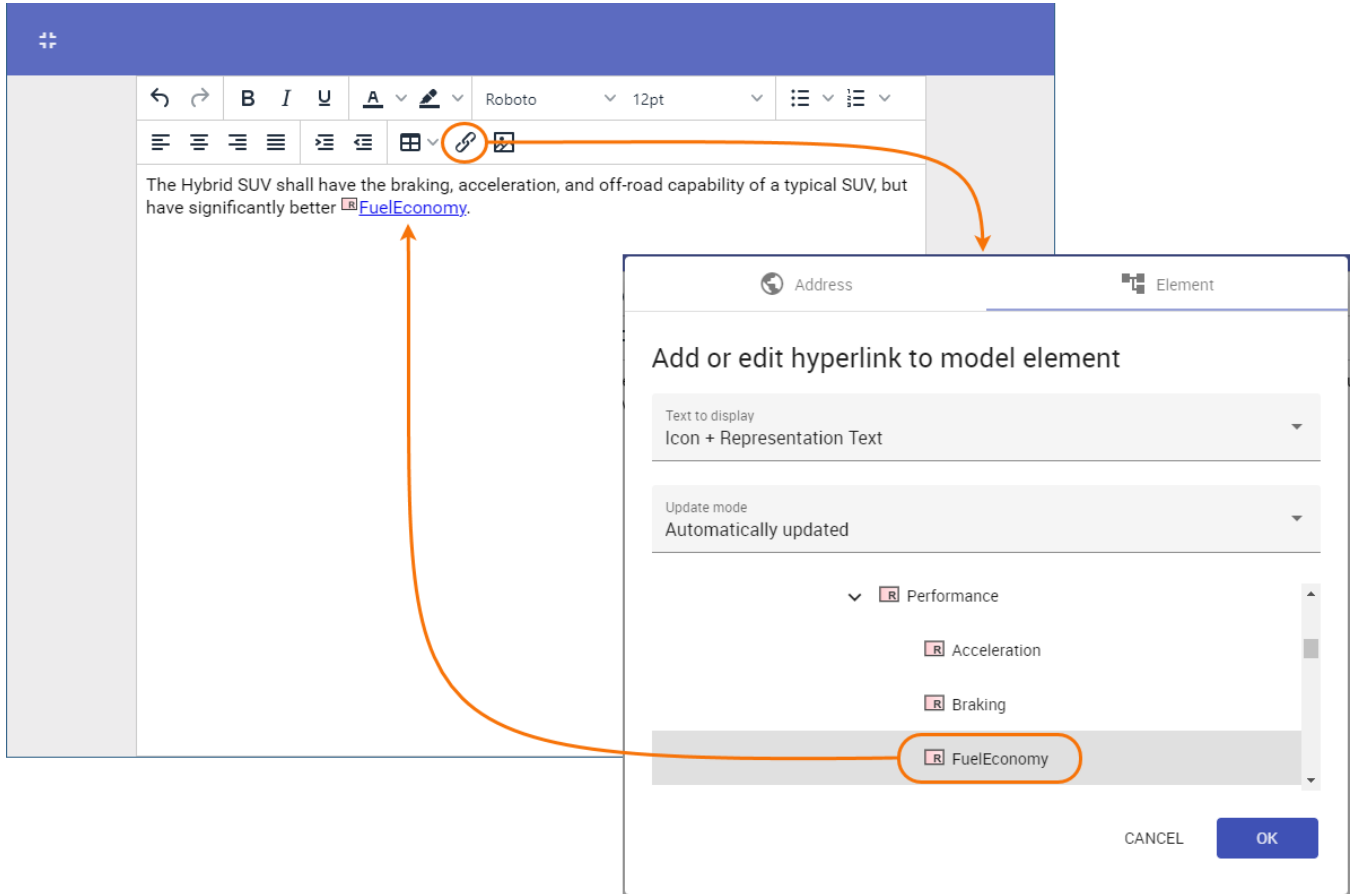 B I U A Roboto 12pt
The Hybrid SUV shall have the braking, acceleration, and off-road capability of a typical SUV, but
have significantly better R FuelEconomy.
Address Element
Add or edit hyperlink to model element
Text to display
Icon + Representation Text
Update mode
Automatically updated
R Performance
R Acceleration
R Braking
R FuelEconomy
CANCEL OK